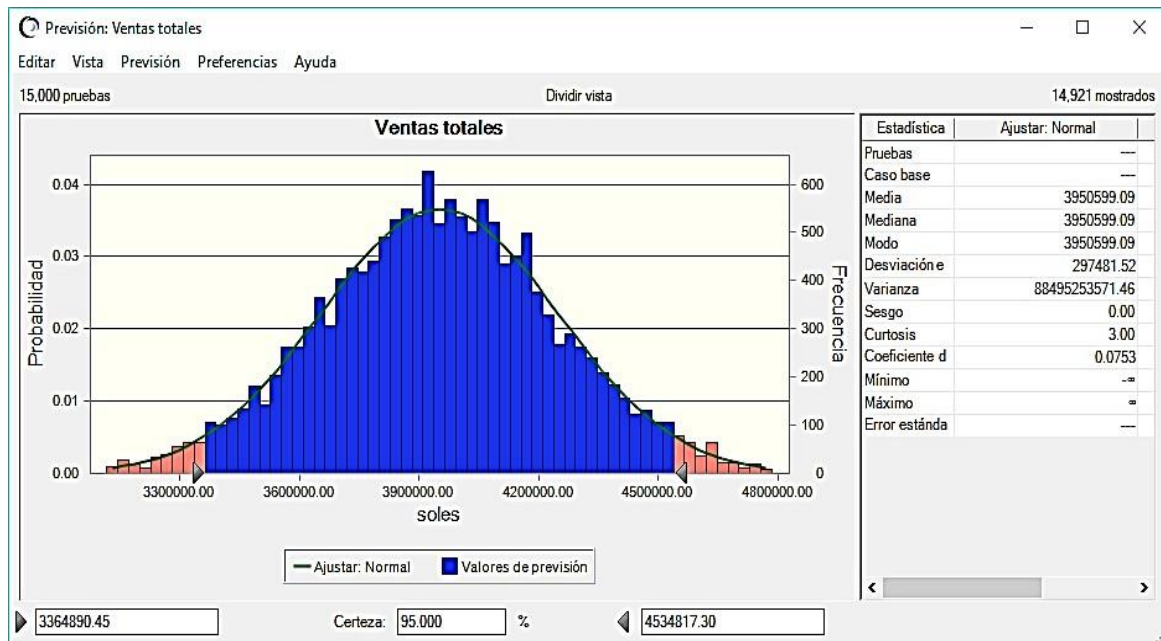 Previsión: Ventas totales
Editar Vista Previsión Preferencias Ayuda
15,000 pruebas Dividir vista 14,921 mostrados
Ventas totales
Probabilidad
0.04
0.03
0.02
0.01
0.00
600
500
400
300
200
100
0
Frecuencia
3300000.00 3600000.00 3900000.00 4200000.00 4500000.00 4800000.00
soles
Ajustar: Normal Valores de previsión
Estadística Ajustar: Normal
Pruebas ---
Caso base ---
Media 3950599.09
Mediana 3950599.09
Modo 3950599.09
Desviación e 297481.52
Varianza 88495253571.46
Sesgo 0.00
Curtosis 3.00
Coeficiente d 0.0753
Mínimo -∞
Máximo ∞
Error estánda ---
3364890.45 Certeza: 95.000 % 4534817.30